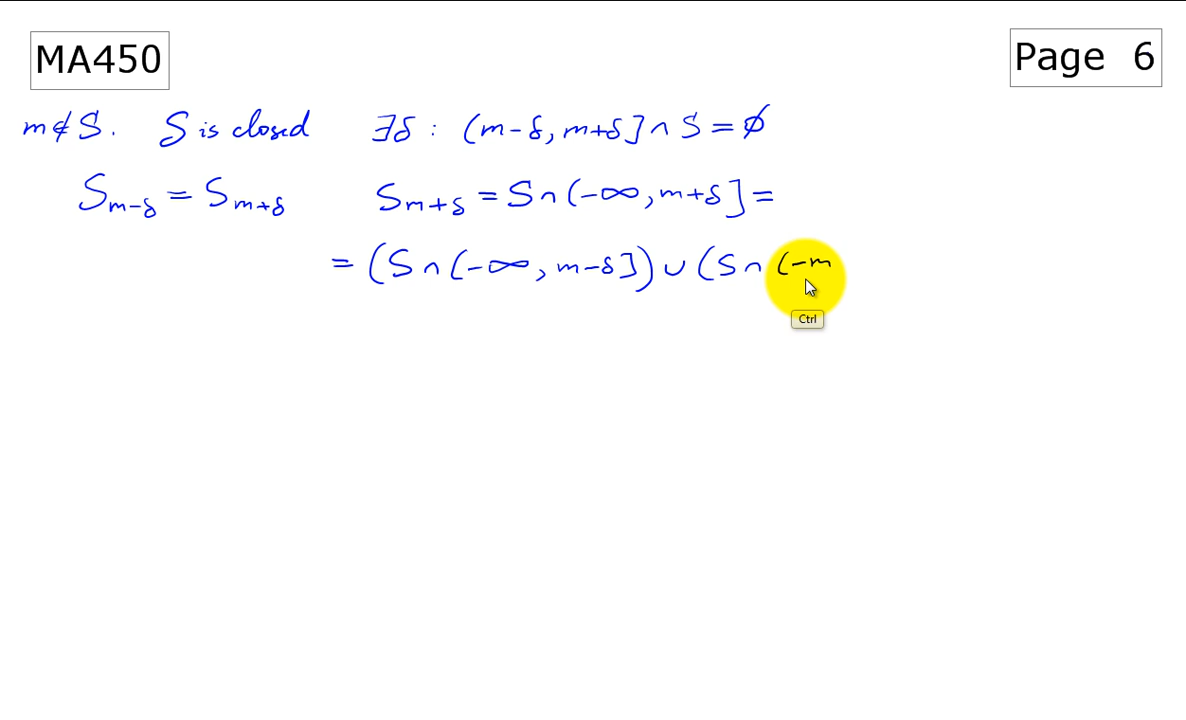 MA450
Page 6
m∉S. S is closed ∃δ : (m-δ, m+δ] ∩ S = ∅
S_{m-δ} = S_{m+δ} S_{m+δ} = S ∩ (-∞, m+δ] =
= (S ∩ (-∞, m-δ]) ∪ (S ∩ (-m
Ctrl